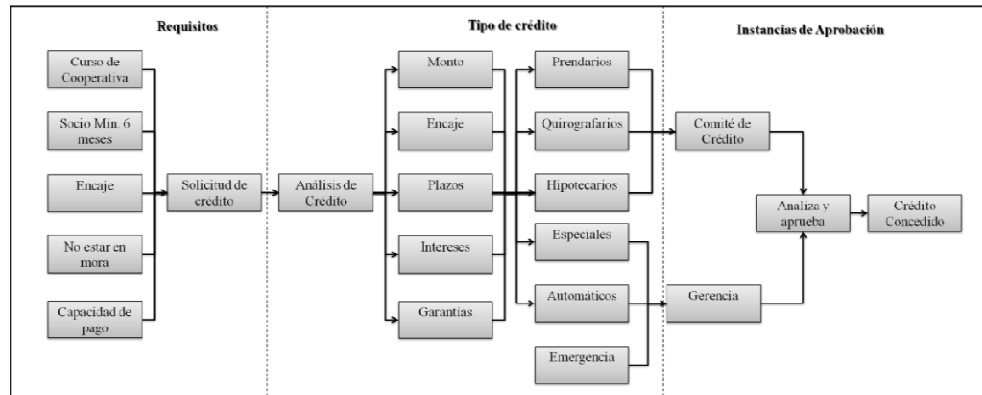 Requisitos
Tipo de crédito
Instancias de Aprobación
Curso de
Cooperativa
Socio Min. 6
meses
Encaje
No estar en
mora
Capacidad de
pago
Solicitud de
crédito
Análisis de
Crédito
Monto
Encaje
Plazos
Intereses
Garantías
Prendarios
Quirografarios
Hipotecarios
Especiales
Automáticos
Emergencia
Comité de
Crédito
Gerencia
Analiza y
aprueba
Crédito
Concedido